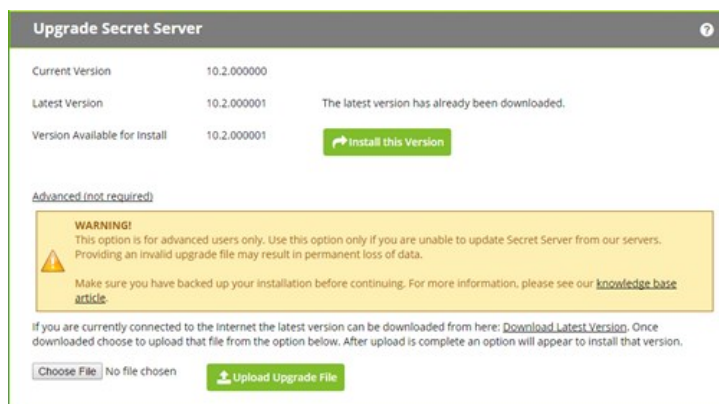 Upgrade Secret Server
Current Version 10.2.000000
Latest Version 10.2.000001 The latest version has already been downloaded.
Version Available for Install 10.2.000001 Install this Version
Advanced (not required)
WARNING!
This option is for advanced users only. Use this option only if you are unable to update Secret Server from our servers.
Providing an invalid upgrade file may result in permanent loss of data.
Make sure you have backed up your installation before continuing. For more information, please see our knowledge base
article.
If you are currently connected to the Internet the latest version can be downloaded from here: Download Latest Version. Once
downloaded choose to upload that file from the option below. After upload is complete an option will appear to install that version.
Choose File No file chosen Upload Upgrade File